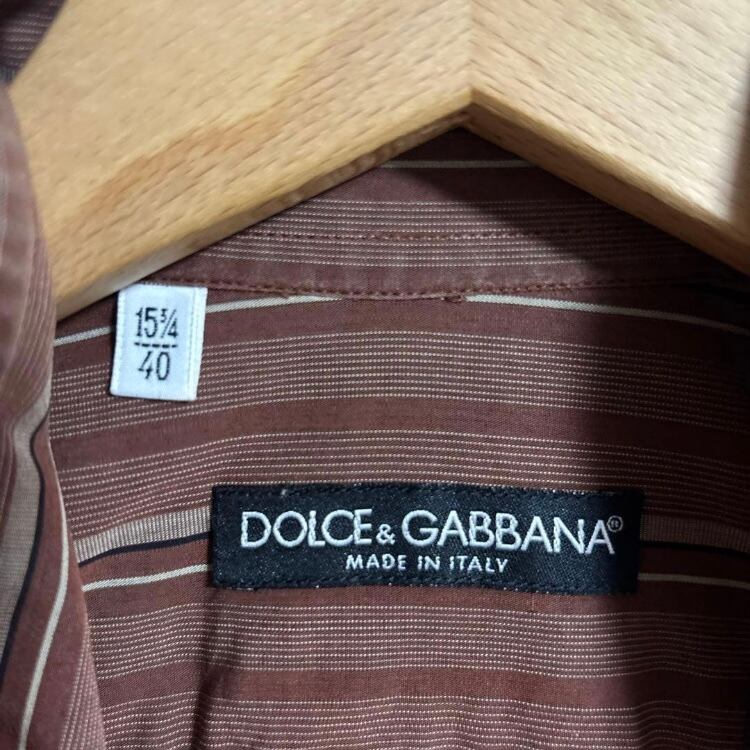 15¾
40
DOLCE & GABBANA®
MADE IN ITALY